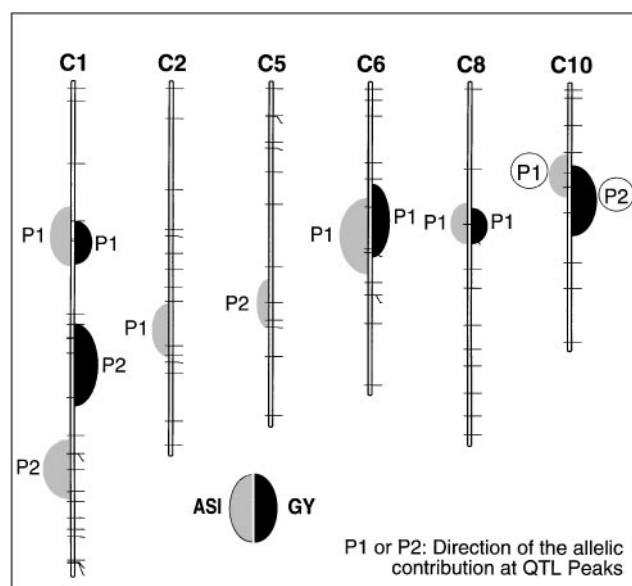 C1 C2 C5 C6 C8 C10
P1 P2
P1 P1 P1 P1 P1 P1
P2
P1
P2
P2
ASI GY
P1 or P2: Direction of the allelic
contribution at QTL Peaks